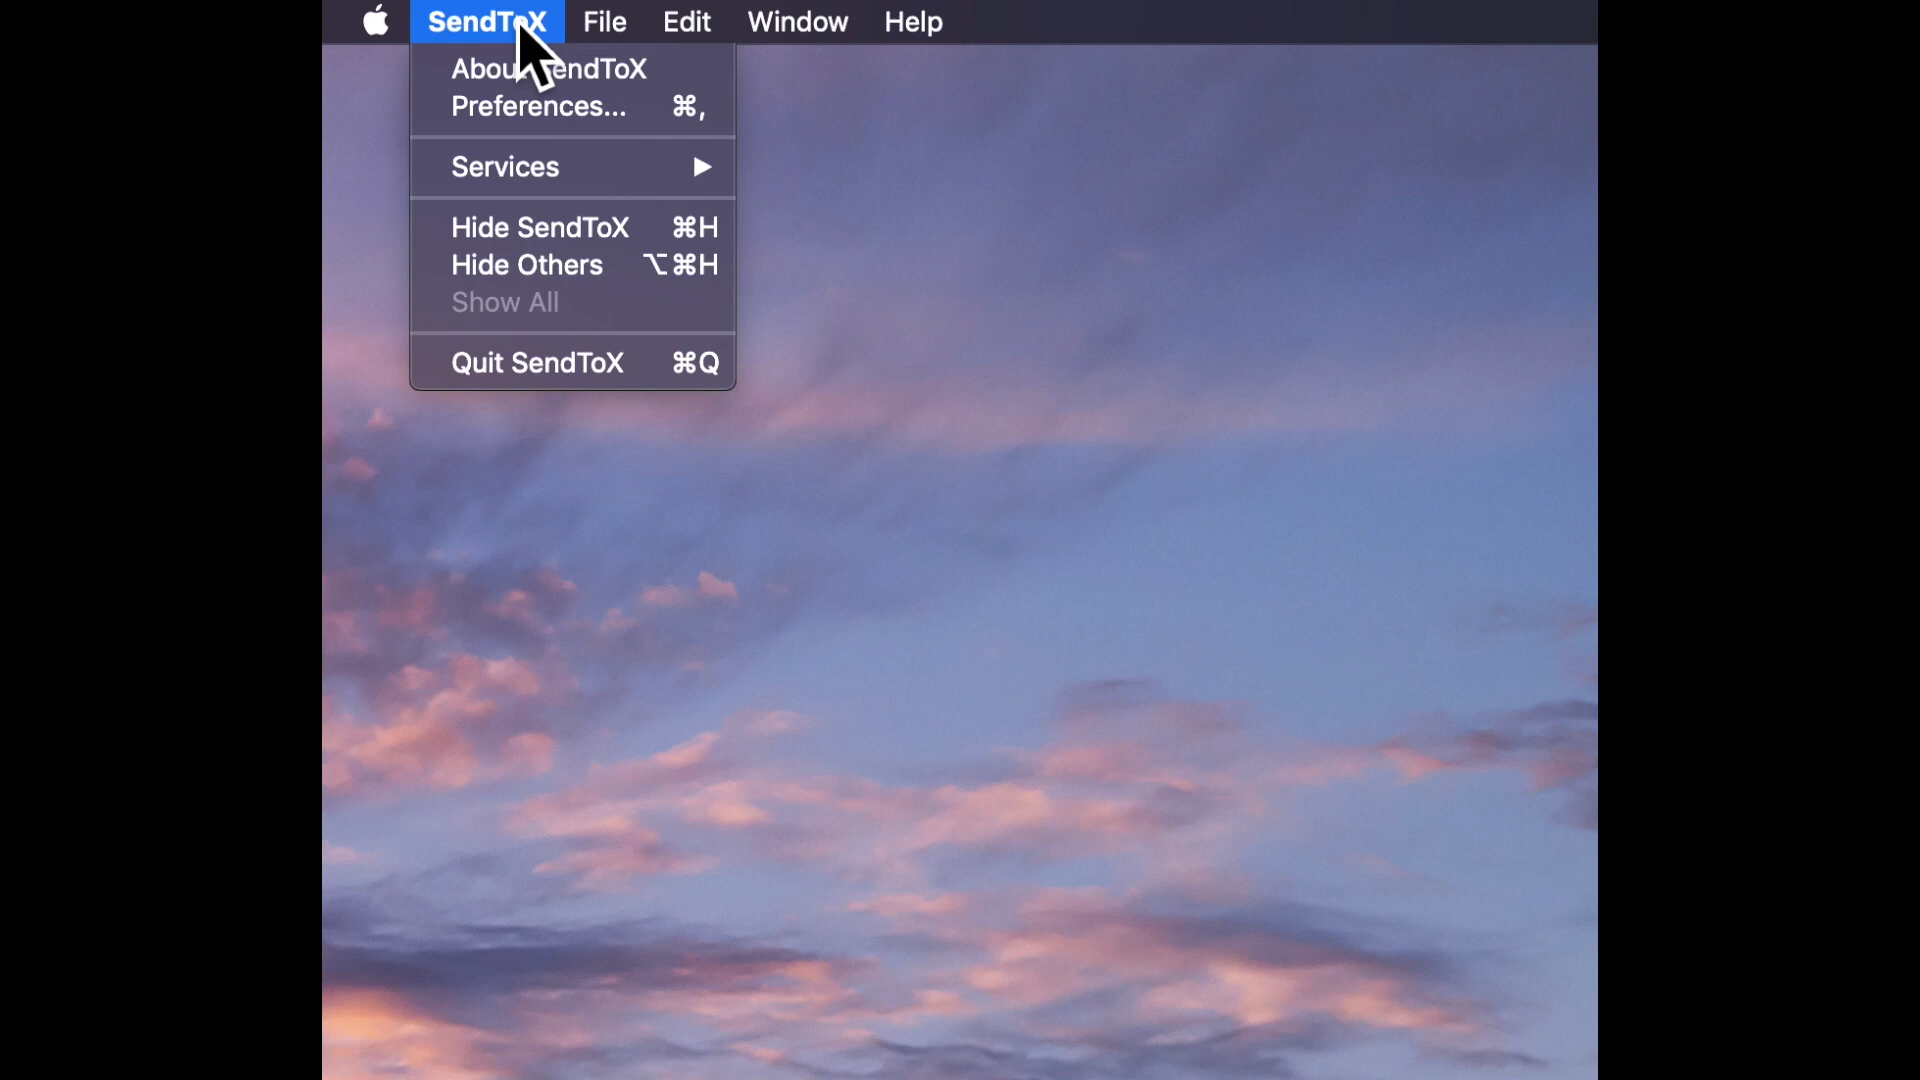 SendToX File Edit Window Help
About SendToX
Preferences... ⌘,
Services ▶
Hide SendToX ⌘H
Hide Others ⌥⌘H
Show All
Quit SendToX ⌘Q